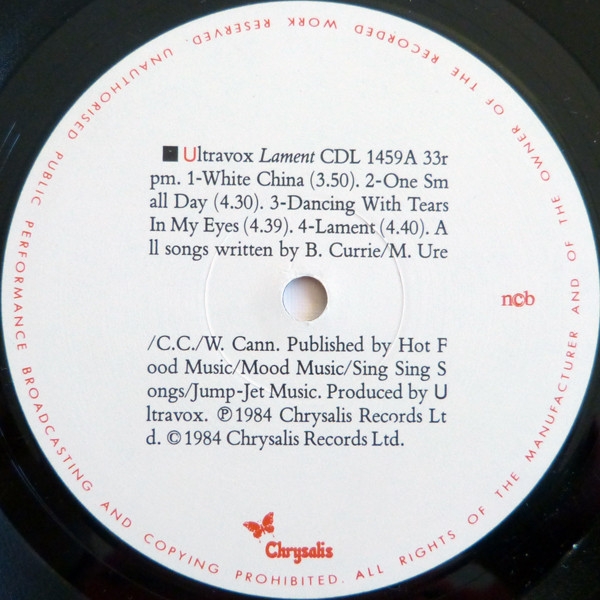 ■ Ultravox Lament CDL 1459A 33r
pm. 1-White China (3.50). 2-One Sm
all Day (4.30). 3-Dancing With Tears
In My Eyes (4.39). 4-Lament (4.40). A
ll songs written by B. Currie/M. Ure
ncb
/C.C./W. Cann. Published by Hot F
ood Music/Mood Music/Sing Sing S
ongs/Jump-Jet Music. Produced by U
ltravox. ℗1984 Chrysalis Records Lt
d. ©1984 Chrysalis Records Ltd.
Chrysalis
ALL RIGHTS OF THE MANUFACTURER AND OF THE OWNER OF THE RECORDED WORK RESERVED. UNAUTHORISED PUBLIC PERFORMANCE BROADCASTING AND COPYING PROHIBITED.